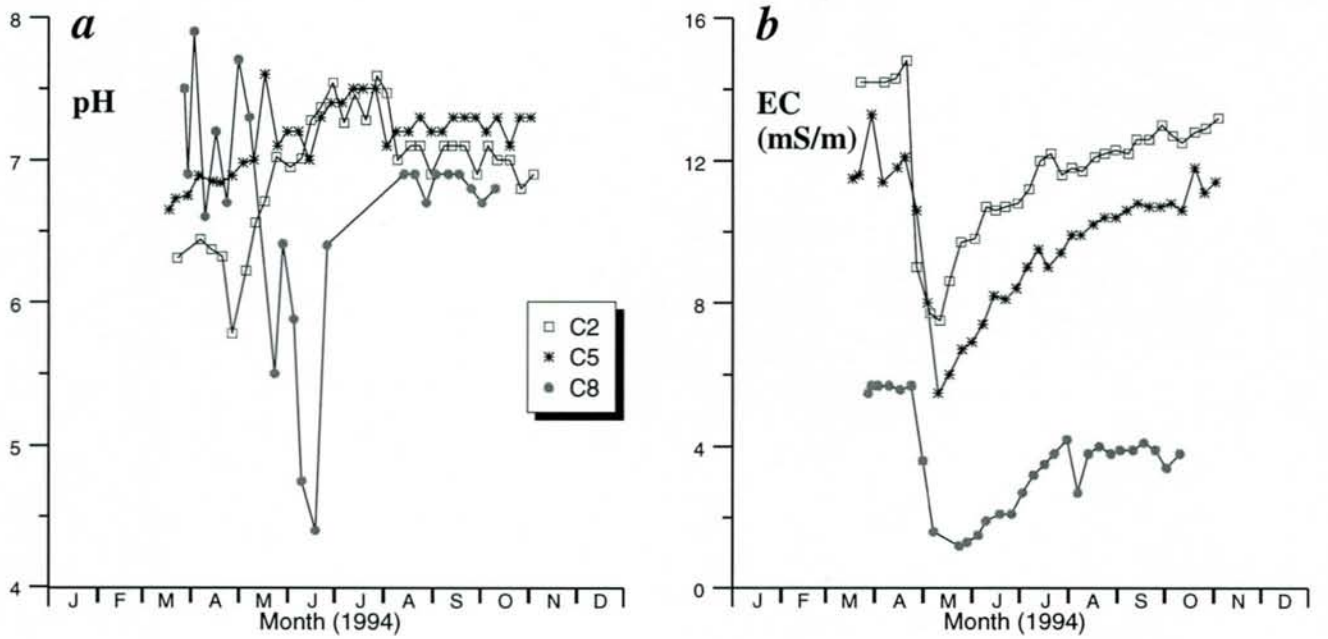 a
pH
8
7
6
5
4
J F M A M J J A S O N D
Month (1994)
C2
C5
C8
b
EC
(mS/m)
16
12
8
4
0
J F M A M J J A S O N D
Month (1994)